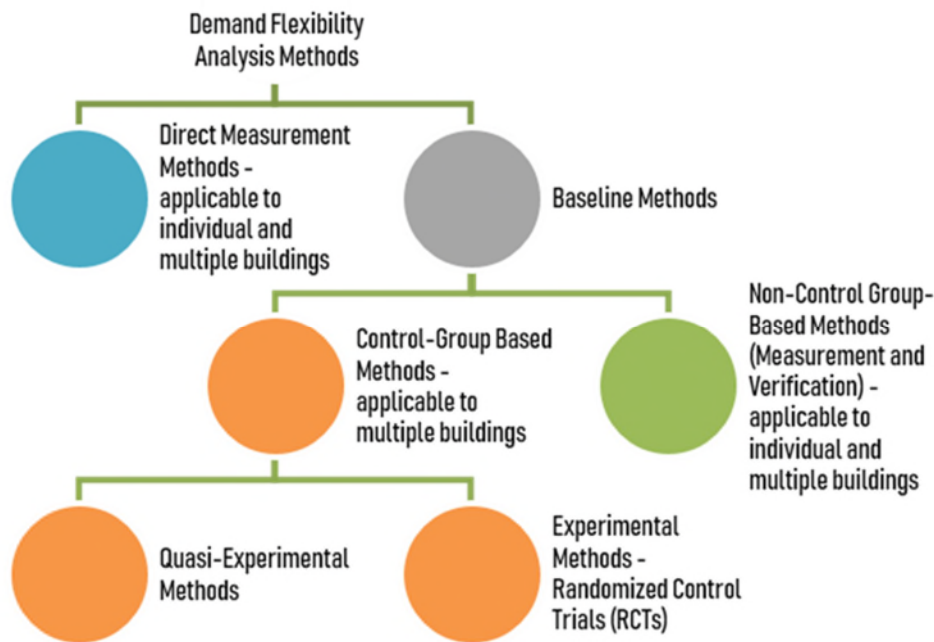 Demand Flexibility
Analysis Methods
Direct Measurement
Methods -
applicable to
individual and
multiple buildings
Baseline Methods
Control-Group Based
Methods -
applicable to
multiple buildings
Non-Control Group-
Based Methods
(Measurement and
Verification) -
applicable to
individual and
multiple buildings
Quasi-Experimental
Methods
Experimental
Methods -
Randomized Control
Trials (RCTs)